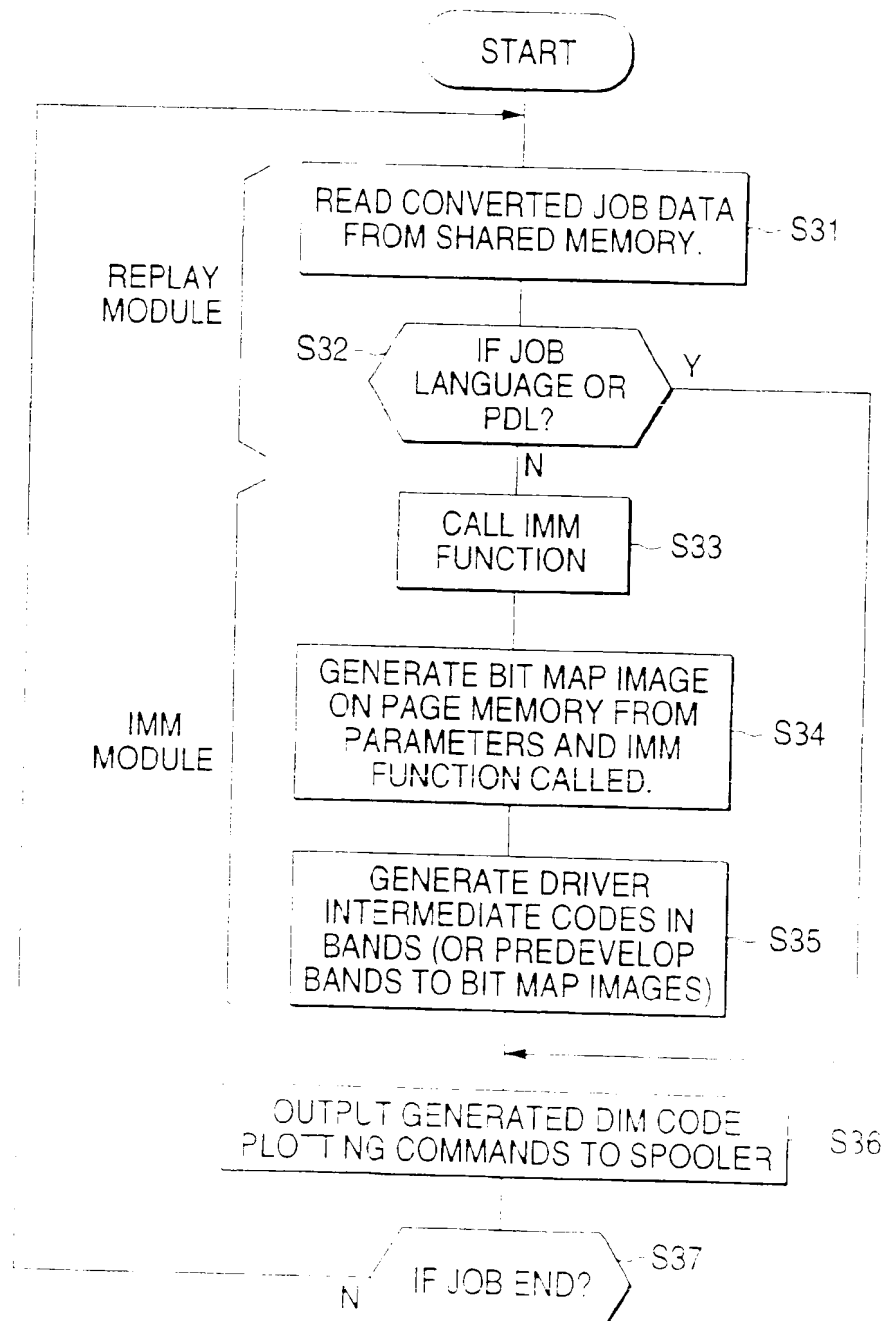 START
READ CONVERTED JOB DATA
FROM SHARED MEMORY.
S31
REPLAY
MODULE
S32
IF JOB
LANGUAGE OR
PDL?
Y
N
CALL IMM
FUNCTION
S33
GENERATE BIT MAP IMAGE
ON PAGE MEMORY FROM
PARAMETERS AND IMM
FUNCTION CALLED.
S34
IMM
MODULE
GENERATE DRIVER
INTERMEDIATE CODES IN
BANDS (OR PREDEVELOP
BANDS TO BIT MAP IMAGES)
S35
OUTPUT GENERATED DIM CODE
PLOTTING COMMANDS TO SPOOLER
S36
IF JOB END?
S37
N